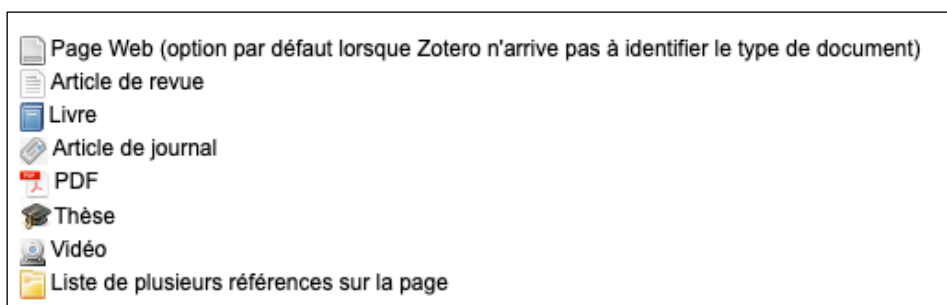 Page Web (option par défaut lorsque Zotero n'arrive pas à identifier le type de document)
Article de revue
Livre
Article de journal
PDF
Thèse
Vidéo
Liste de plusieurs références sur la page